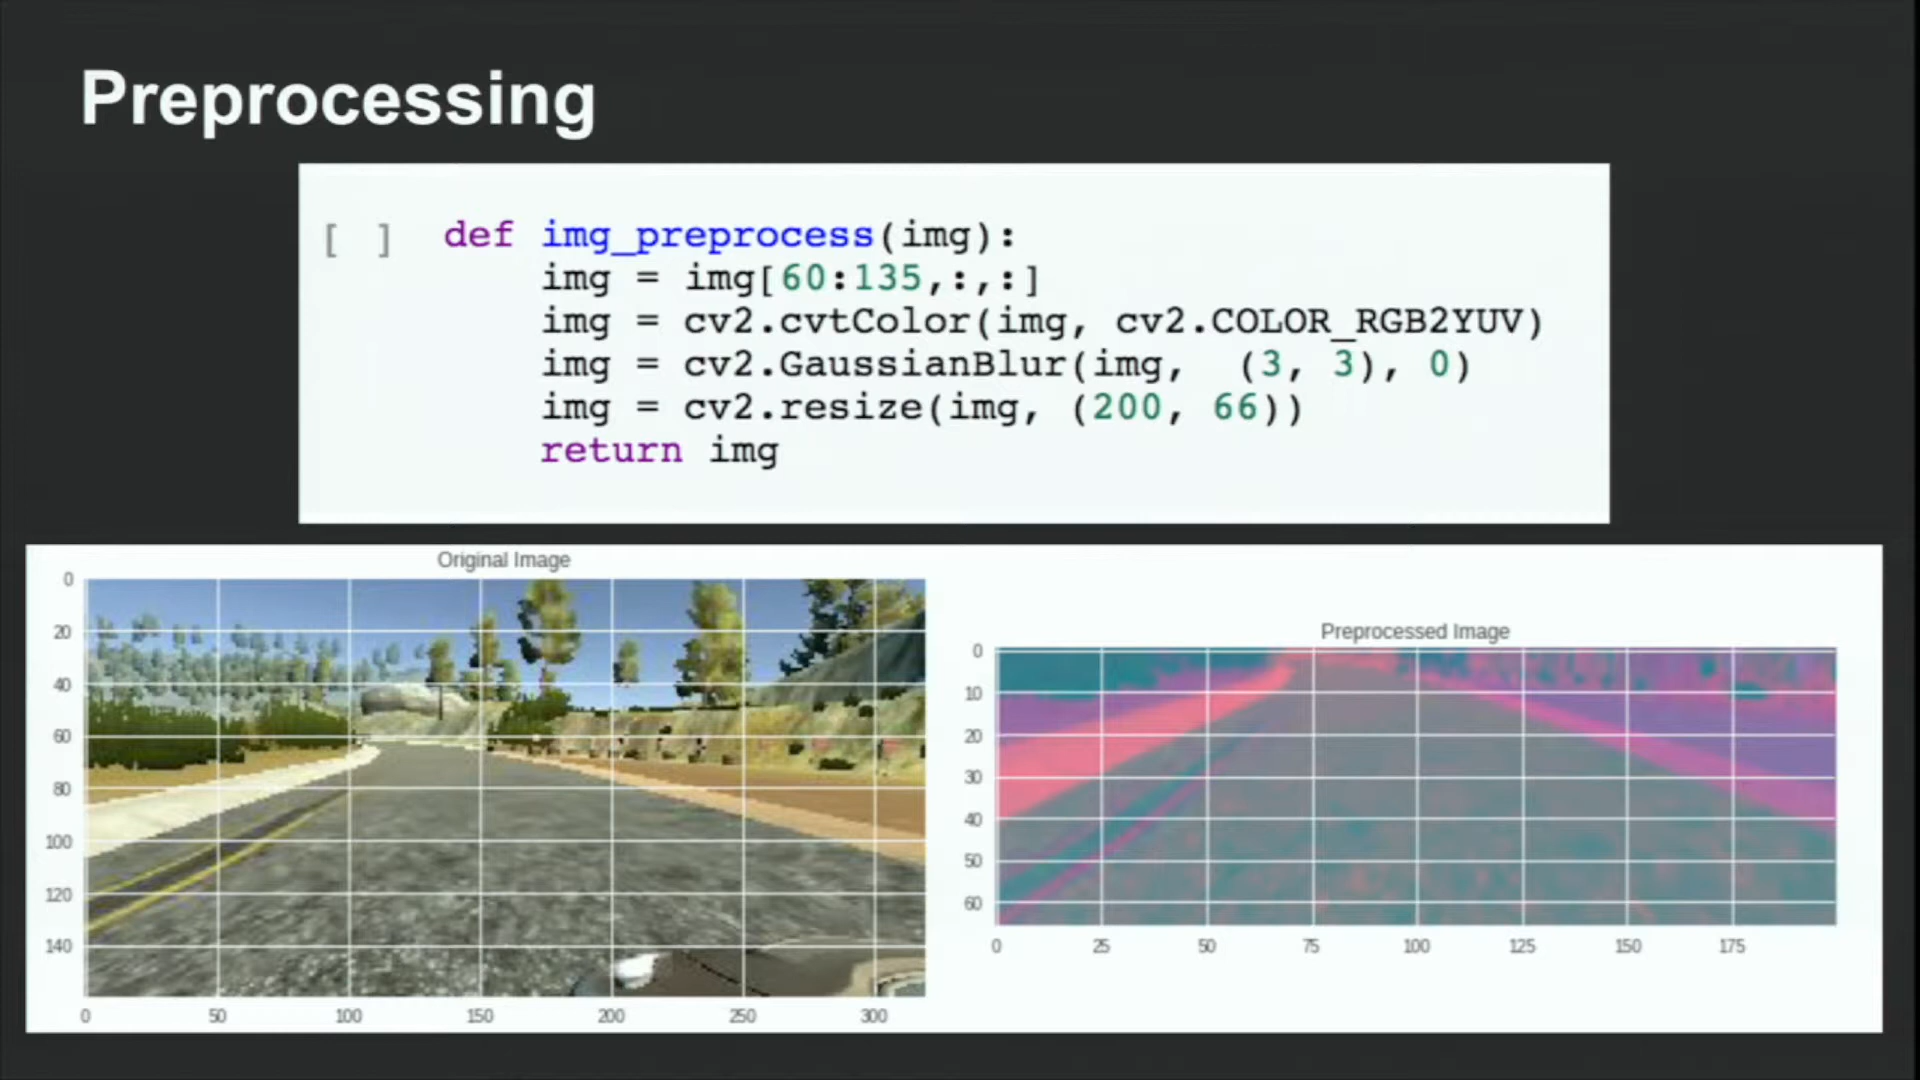 Preprocessing
[ ] def img_preprocess(img):
img = img[60:135,:,:]
img = cv2.cvtColor(img, cv2.COLOR_RGB2YUV)
img = cv2.GaussianBlur(img,  (3, 3), 0)
img = cv2.resize(img, (200, 66))
return img
Original Image
0
20
40
60
80
100
120
140
0 50 100 150 200 250 300
Preprocessed Image
0
10
20
30
40
50
60
0 25 50 75 100 125 150 175